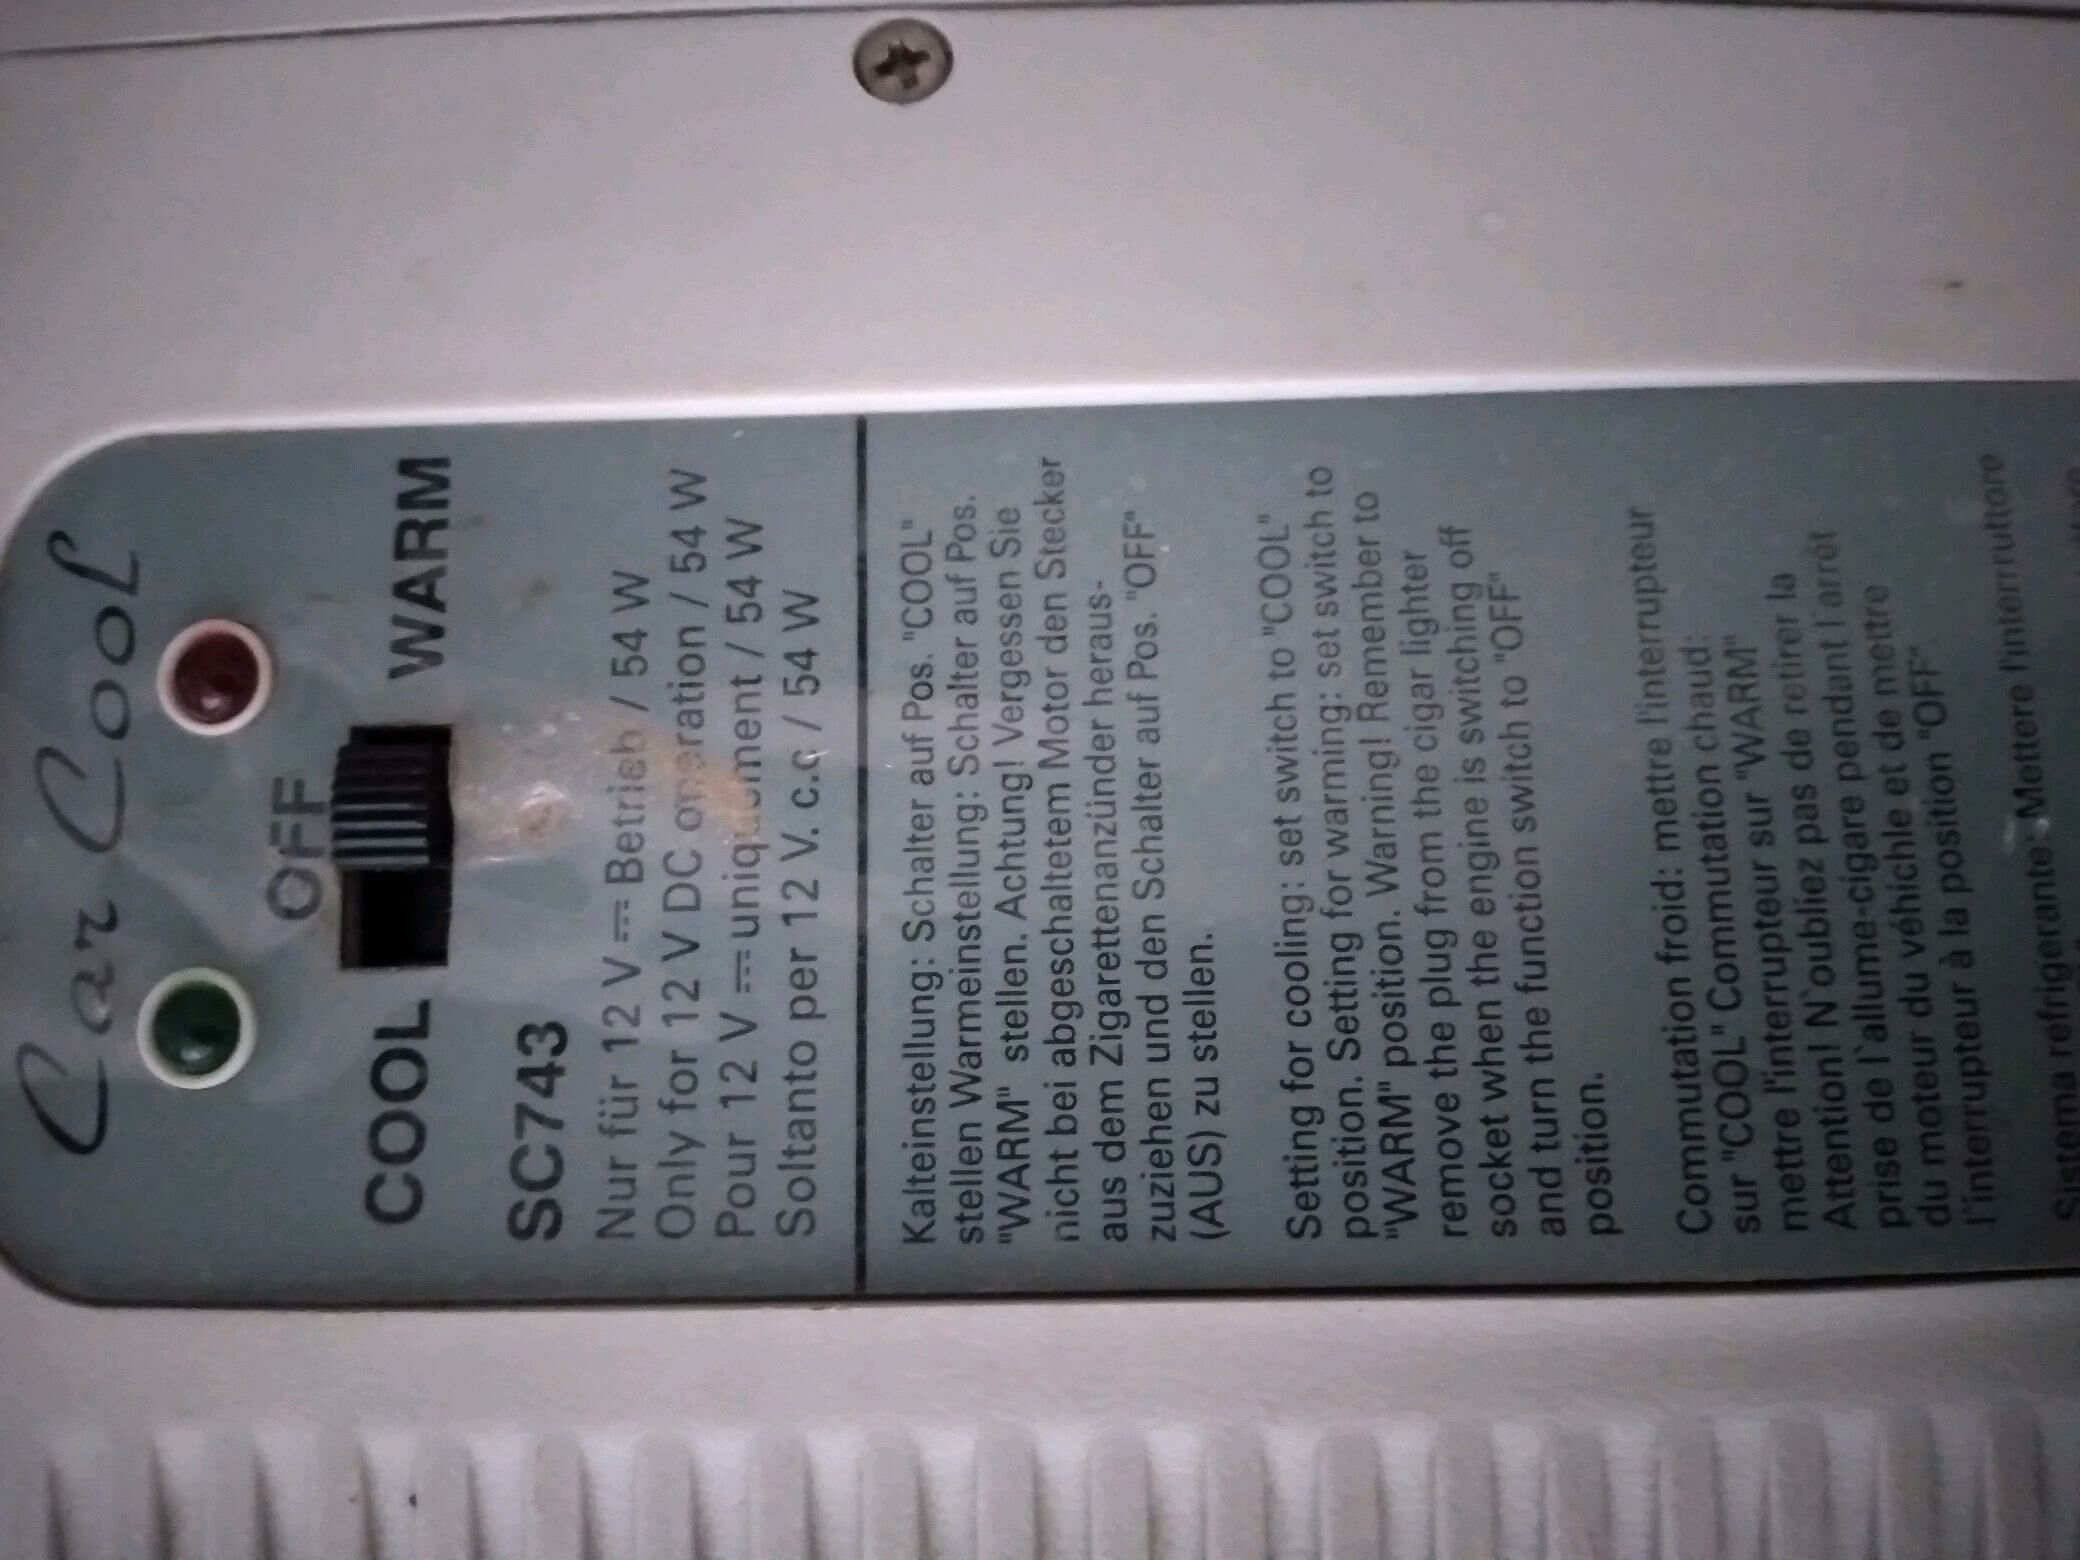 Car Cool
OFF
COOL WARM
SC743
Nur für 12 V ⎓ Betrieb / 54 W
Only for 12 V DC operation / 54 W
Pour 12 V ⎓ uniquement / 54 W
Soltanto per 12 V. c.c / 54 W
Kalteinstellung: Schalter auf Pos. "COOL"
stellen Warmeinstellung: Schalter auf Pos.
"WARM" stellen. Achtung! Vergessen Sie
nicht bei abgeschaltetem Motor den Stecker
aus dem Zigarettenanzünder heraus-
zuziehen und den Schalter auf Pos. "OFF"
(AUS) zu stellen.
Setting for cooling: set switch to "COOL"
position. Setting for warming: set switch to
"WARM" position. Warning! Remember to
remove the plug from the cigar lighter
socket when the engine is switching off
and turn the function switch to "OFF"
position.
Commutation froid: mettre l'interrupteur
sur "COOL" Commutation chaud:
mettre l'interrupteur sur "WARM"
Attention! N`oubliez pas de retirer la
prise de l`allume-cigare pendant l`arrêt
du moteur du véhichle et de mettre
l'interrupteur à la position "OFF"
Sistema refrigerante: Mettere l'interruttore